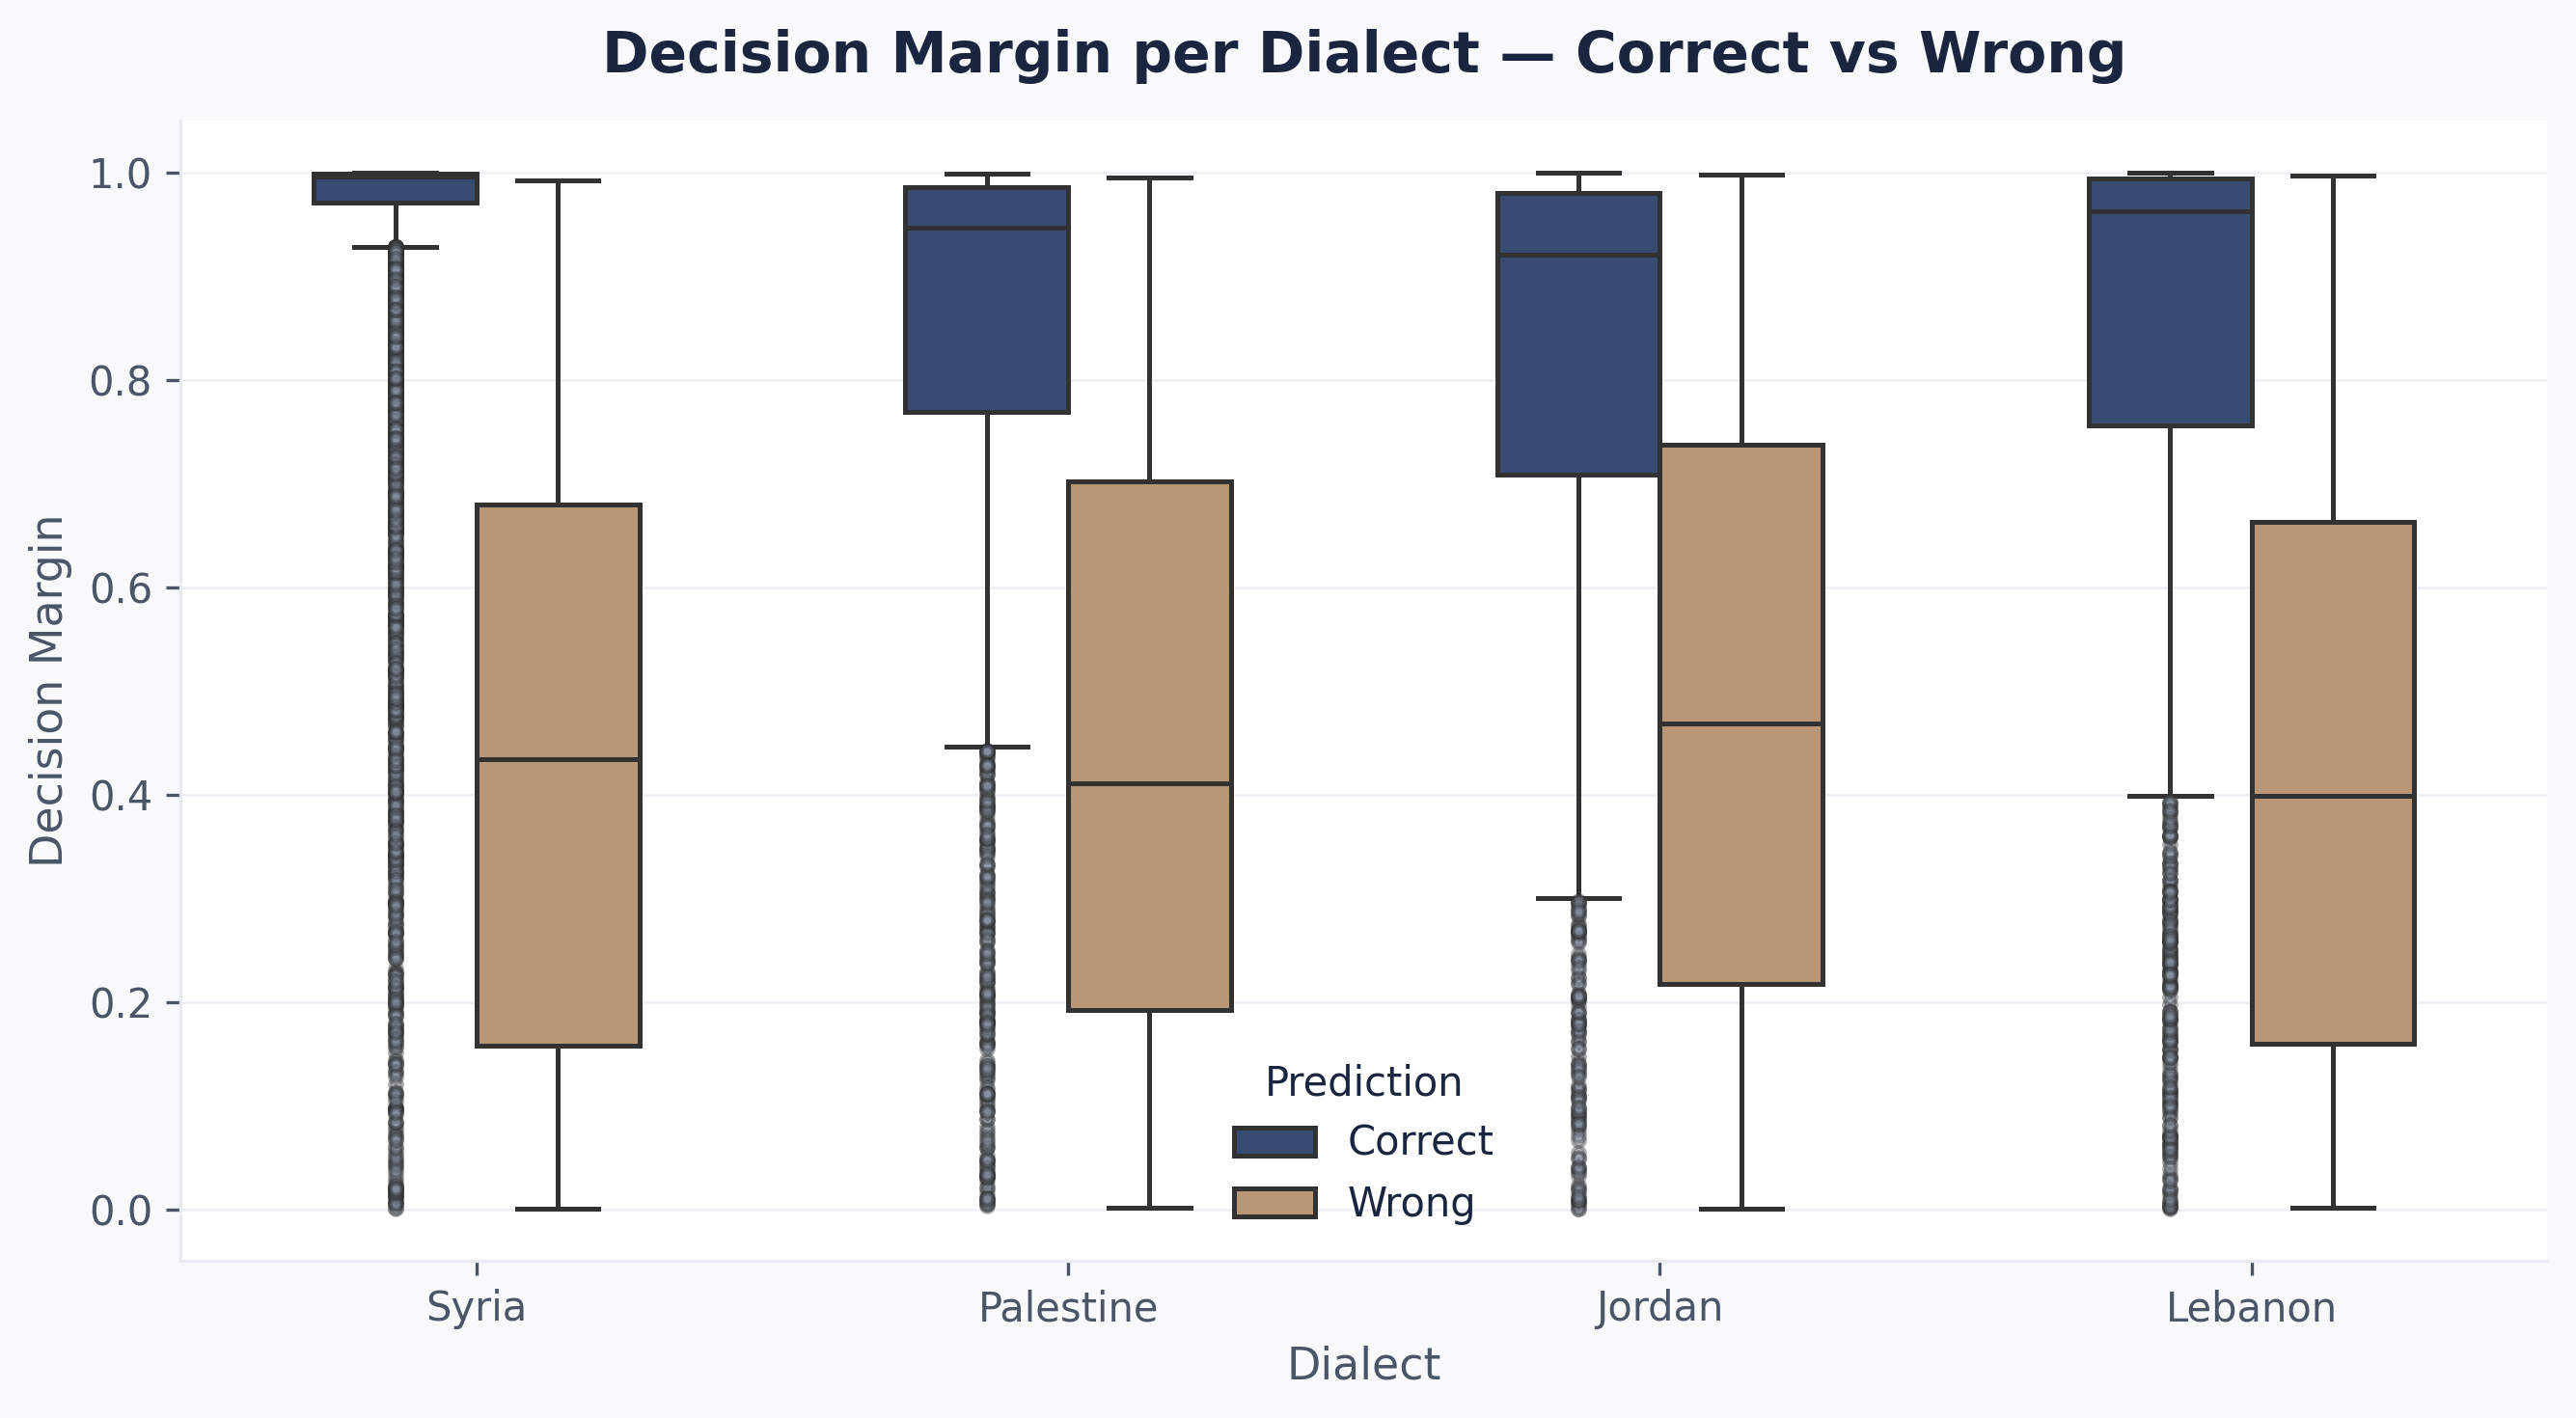 Decision Margin per Dialect — Correct vs Wrong
Decision Margin
1.0
0.8
0.6
0.4
0.2
0.0
Prediction
Correct
Wrong
Syria
Palestine
Jordan
Lebanon
Dialect